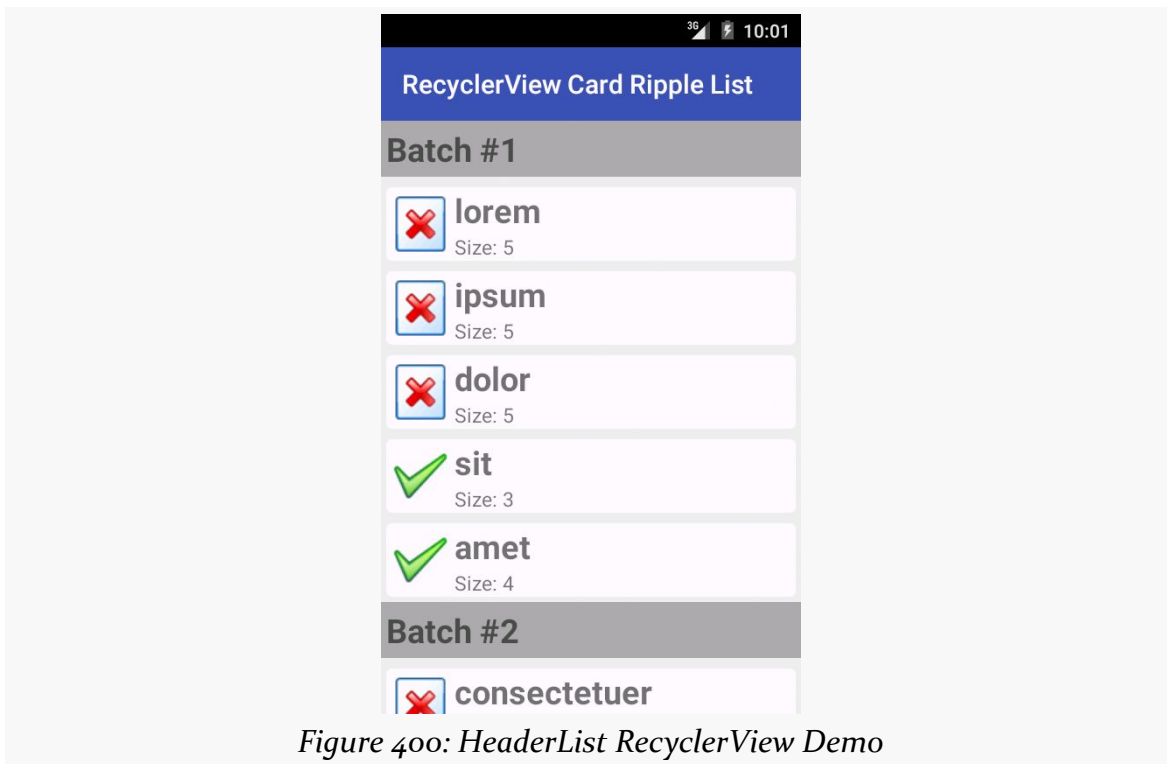 3G 10:01
RecyclerView Card Ripple List
Batch #1
lorem
Size: 5
ipsum
Size: 5
dolor
Size: 5
sit
Size: 3
amet
Size: 4
Batch #2
consectetuer
Figure 400: HeaderList RecyclerView Demo